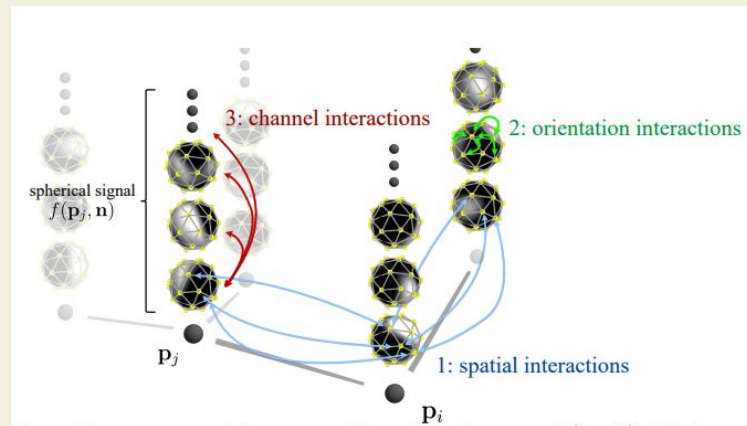 3: channel interactions
2: orientation interactions
spherical signal
f(𝐩ⱼ, 𝐧)
𝐩ⱼ
1: spatial interactions
𝐩ᵢ